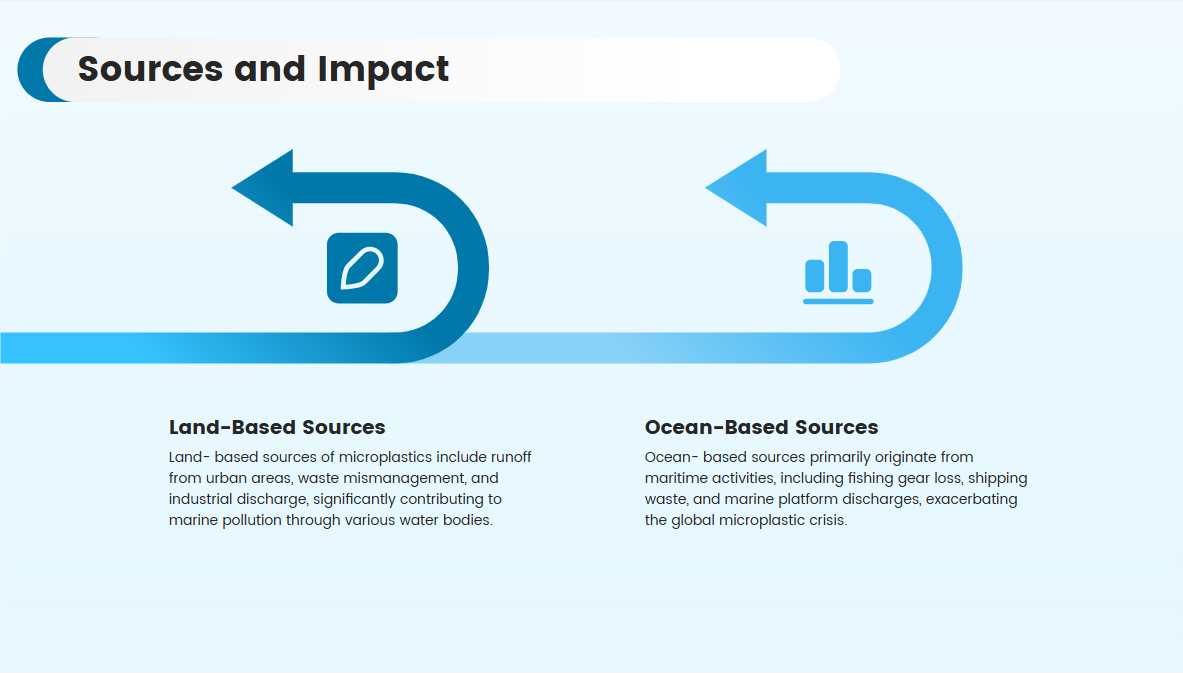 Sources and Impact
Land-Based Sources
Land- based sources of microplastics include runoff
from urban areas, waste mismanagement, and
industrial discharge, significantly contributing to
marine pollution through various water bodies.
Ocean-Based Sources
Ocean- based sources primarily originate from
maritime activities, including fishing gear loss, shipping
waste, and marine platform discharges, exacerbating
the global microplastic crisis.